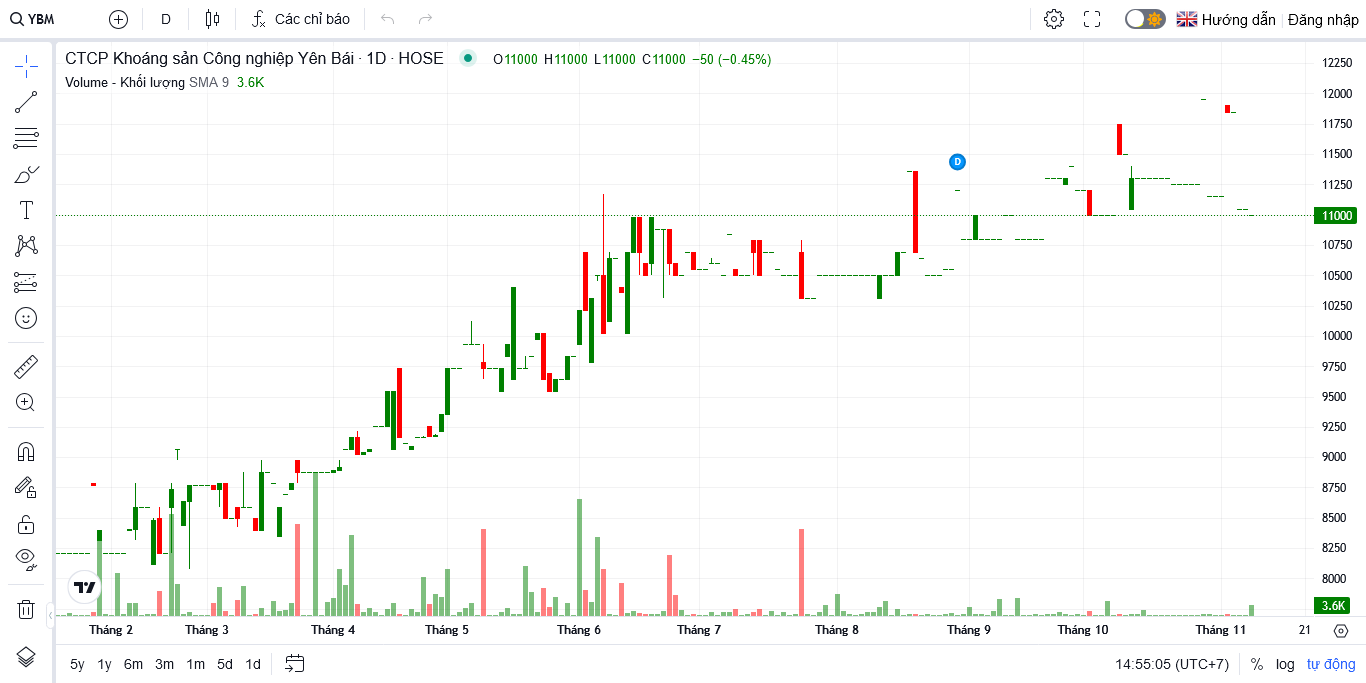 YBM D Các chỉ báo Hướng dẫn Đăng nhập
CTCP Khoáng sản Công nghiệp Yên Bái · 1D · HOSE O11000 H11000 L11000 C11000 −50 (−0.45%)
Volume - Khối lượng SMA 9 3.6K
12250
12000
11750
11500
D
11250
11000
10750
10500
10250
10000
9750
9500
9250
9000
8750
8500
8250
8000
3.6K
Tháng 2 Tháng 3 Tháng 4 Tháng 5 Tháng 6 Tháng 7 Tháng 8 Tháng 9 Tháng 10 Tháng 11 21
5y 1y 6m 3m 1m 5d 1d 14:55:05 (UTC+7) % log tự động